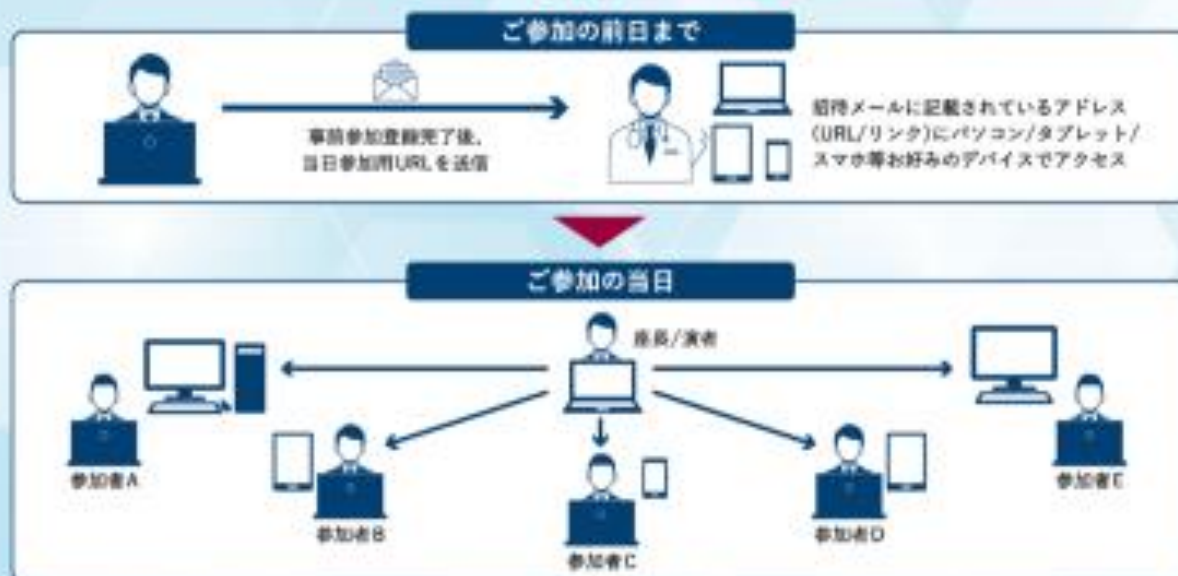 ご参加の前日まで
事前参加登録完了後、
当日参加用URLを送信
招待メールに記載されているアドレス
(URL/リンク)にパソコン/タブレット/
スマホ等お好みのデバイスでアクセス
ご参加の当日
座長/演者
参加者A
参加者B
参加者C
参加者D
参加者E